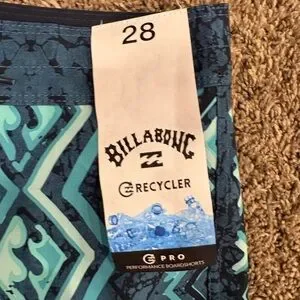 28
BILLABONG
RECYCLER
PRO
PERFORMANCE BOARDSHORTS